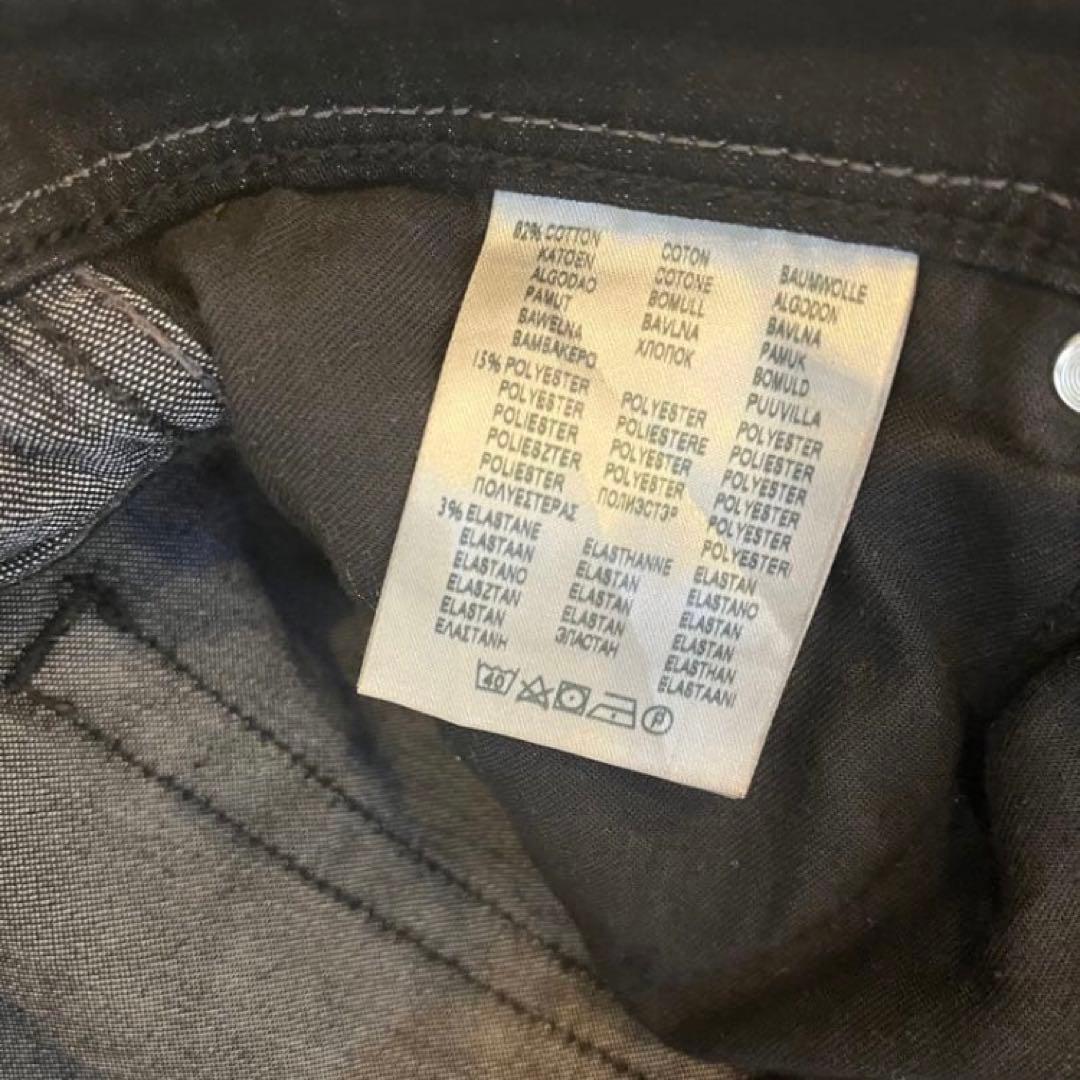 82% COTTON COTON BAUMWOLLE
KATOEN COTONE ALGODON
ALGODAO BOMULL BAVLNA
PAMUT BAVLNA PAMUK
BAWELNA ХЛОПОК BOMULD
ΒΑΜΒΑΚΕΡΟ PUUVILLA
15% POLYESTER POLYESTER POLYESTER
POLYESTER POLIESTERE POLIESTER
POLIESTER POLYESTER POLYESTER
POLIESZTER POLYESTER POLYESTER
POLIESTER ПОЛИЭСТЭР POLYESTER
ΠΟΛΥΕΣΤΕΡΑΣ POLYESTERI
3% ELASTANE ELASTHANNE ELASTAN
ELASTAAN ELASTAN ELASTANO
ELASTANO ELASTAN ELASTAN
ELASZTAN ELASTAN ELASTAN
ELASTAN ЭЛАСТАН ELASTHAN
ΕΛΑΣΤΑΝΗ ELASTAANI
40 P